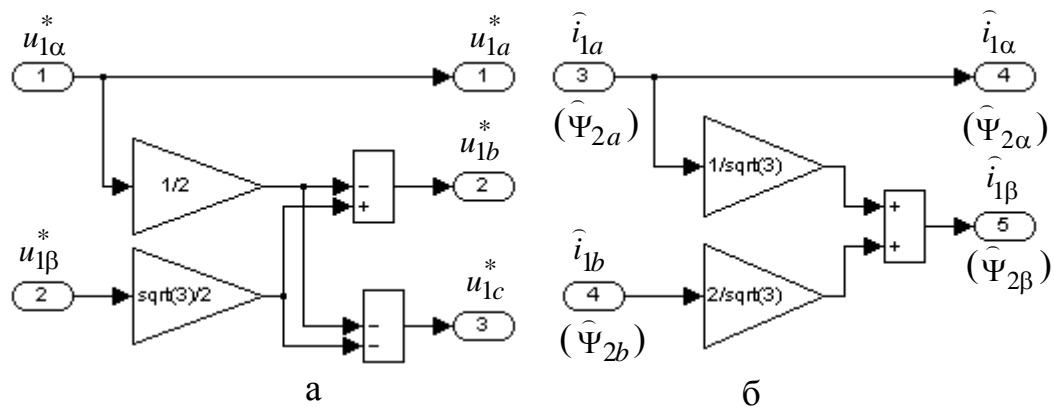 u*1α u*1a î1a î1α
1 1 3 4
(Ψ̂2a) (Ψ̂2α)
u*1b
1/2 − + 2
1/sqrt(3)
î1β
+ + 5
(Ψ̂2β)
u*1β î1b
2 sqrt(3)/2 4 2/sqrt(3)
(Ψ̂2b)
u*1c
− − 3
а б